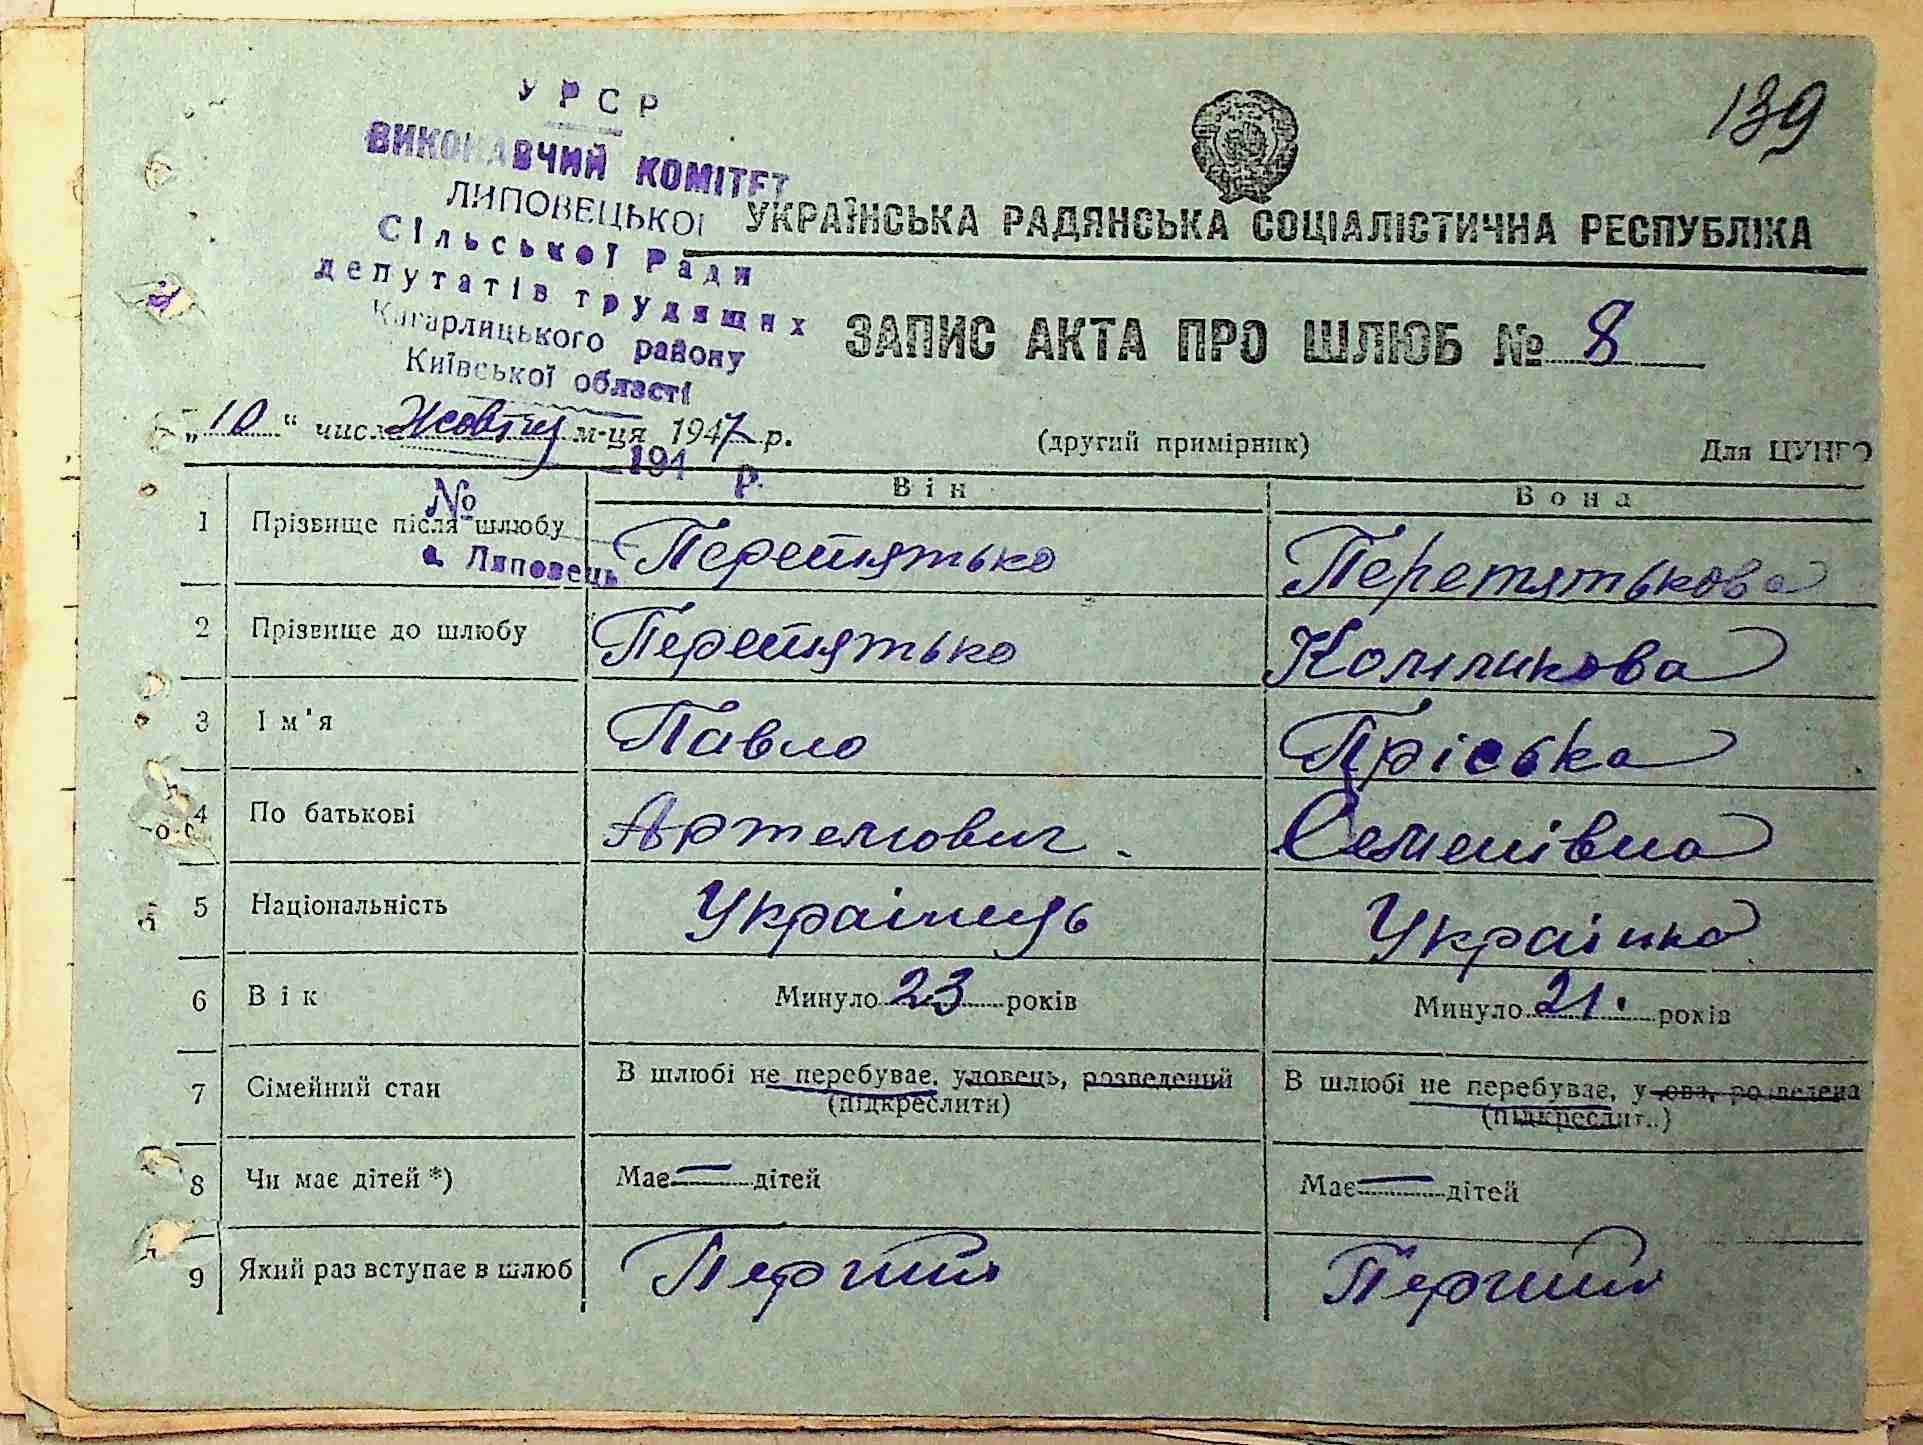 139
У Р С Р
ВИКОНАВЧИЙ КОМІТЕТ
ЛИПОВЕЦЬКОЇ
Сільської Ради
депутатів трудящих
Кагарлицького району
Київської області
194 р.
№
с. Липовець
УКРАЇНСЬКА РАДЯНСЬКА СОЦІАЛІСТИЧНА РЕСПУБЛІКА
ЗАПИС АКТА ПРО ШЛЮБ № 8
„10“ числа Жовтня м-ця 1947 р. (другий примірник) Для ЦУНГО
Він Вона
1 Прізвище після шлюбу Перетятько Перетятькова
2 Прізвище до шлюбу Перетятько
3 Ім'я Павло Пріська
4 По батькові Артемович. Семенівна
5 Національність Українець Українка
6 Вік Минуло 23 років Минуло 21. років
7 Сімейний стан В шлюбі не перебуває, удовець, розведений В шлюбі не перебуває, удова, розведена
(підкреслити) (підкреслити)
8 Чи має дітей *) Має — дітей Має — дітей
9 Який раз вступає в шлюб Перший Перший